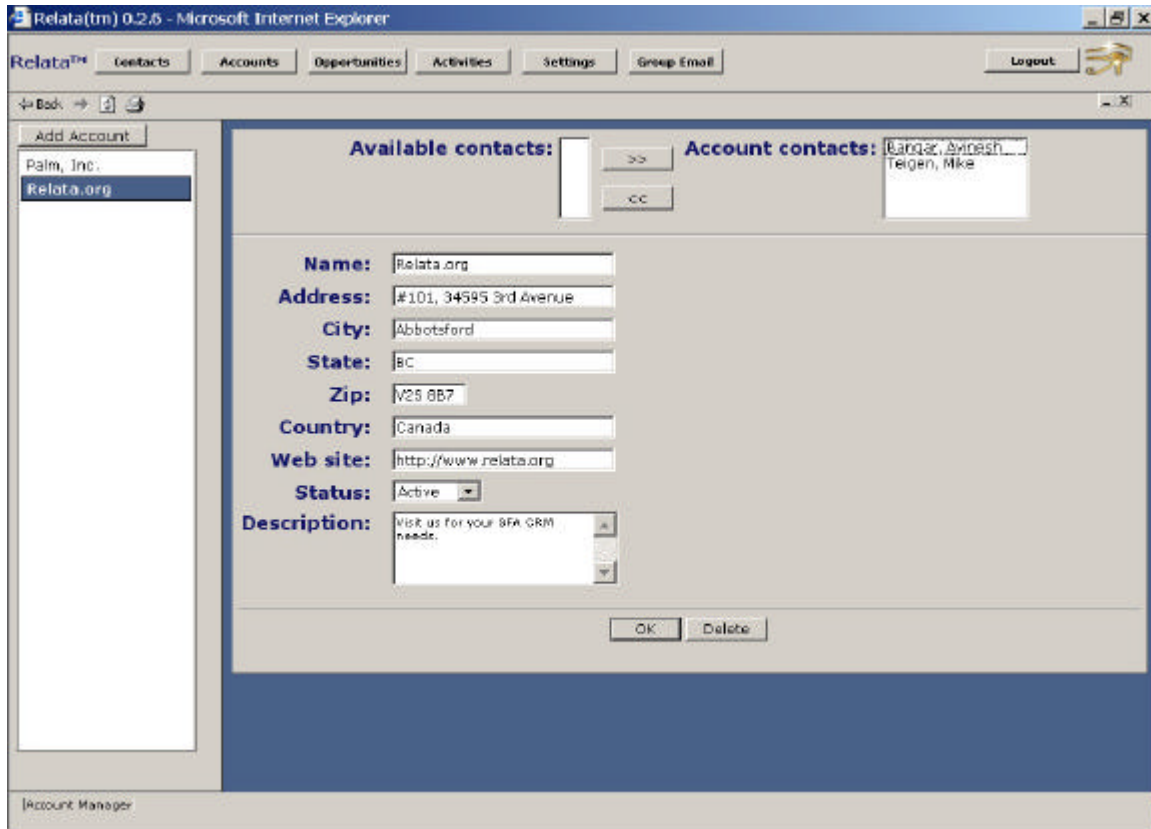 Relata(tm) 0.2.6 - Microsoft Internet Explorer
Relata™ Contacts Accounts Opportunities Activities Settings Group Email Logout
Back
Add Account
Palm, Inc.
Relata.org
Available contacts: >> << Account contacts:
Bangar, Avinesh
Teigen, Mike
Name: Relata.org
Address: #101, 34595 3rd Avenue
City: Abbotsford
State: BC
Zip: V2S 8B7
Country: Canada
Web site: http://www.relata.org
Status: Active
Description: Visit us for your SFA CRM
needs.
OK Delete
Account Manager